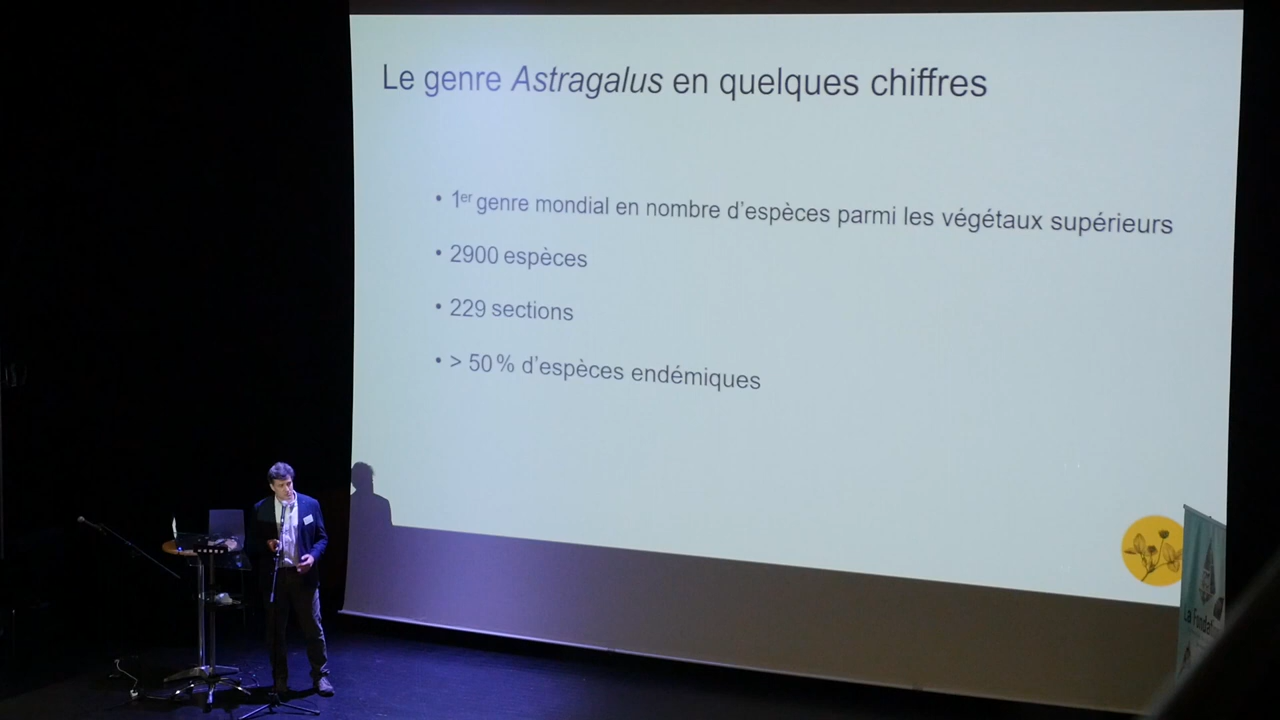 Le genre Astragalus en quelques chiffres
• 1er genre mondial en nombre d’espèces parmi les végétaux supérieurs
• 2900 espèces
• 229 sections
• > 50 % d’espèces endémiques
La